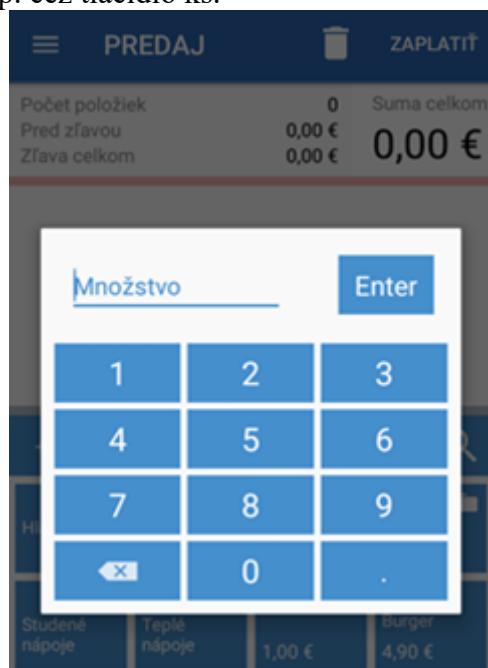 cez tlačidlo ks.
PREDAJ ZAPLATIŤ
Počet položiek 0 Suma celkom
Pred zľavou 0,00 €
Zľava celkom 0,00 € 0,00 €
Množstvo Enter
1 2 3
4 5 6
7 8 9
0 .
Studené Teplé Burger
nápoje nápoje 1,00 € 4,90 €